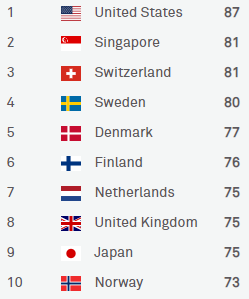 1 United States 87
2 Singapore 81
3 Switzerland 81
4 Sweden 80
5 Denmark 77
6 Finland 76
7 Netherlands 75
8 United Kingdom 75
9 Japan 75
10 Norway 73